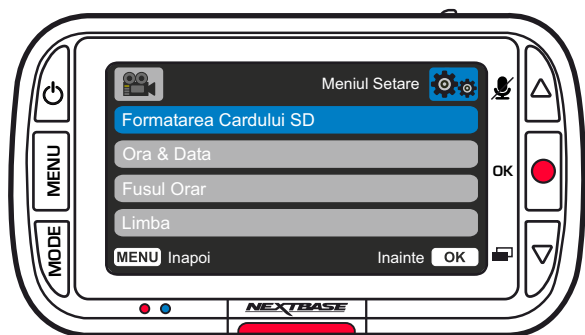 Meniul Setare
Formatarea Cardului SD
Ora & Data
Fusul Orar
Limba
MENU Inapoi
Inainte OK
MENU
MODE
OK
NEXTBASE